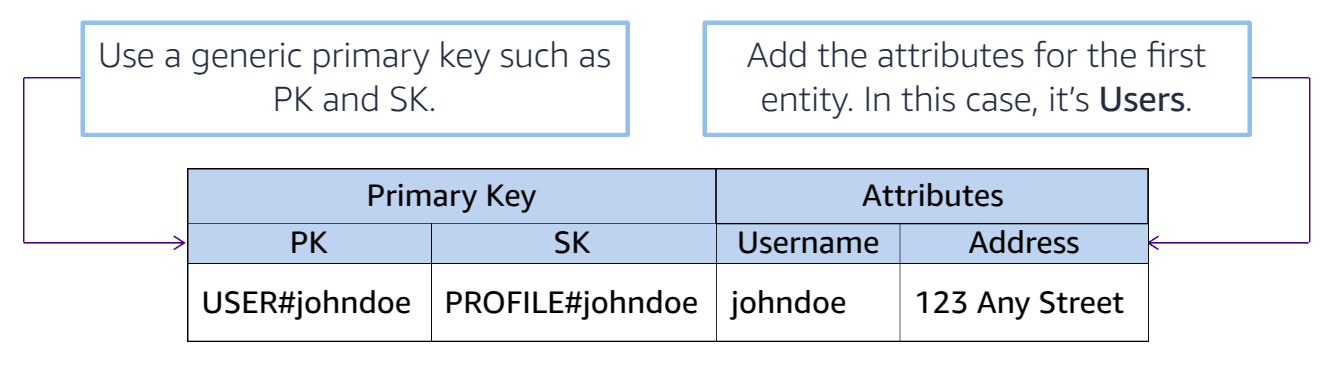 Use a generic primary key such as
PK and SK.
Add the attributes for the first
entity. In this case, it's Users.
Primary Key Attributes
PK SK Username Address
USER#johndoe PROFILE#johndoe johndoe 123 Any Street